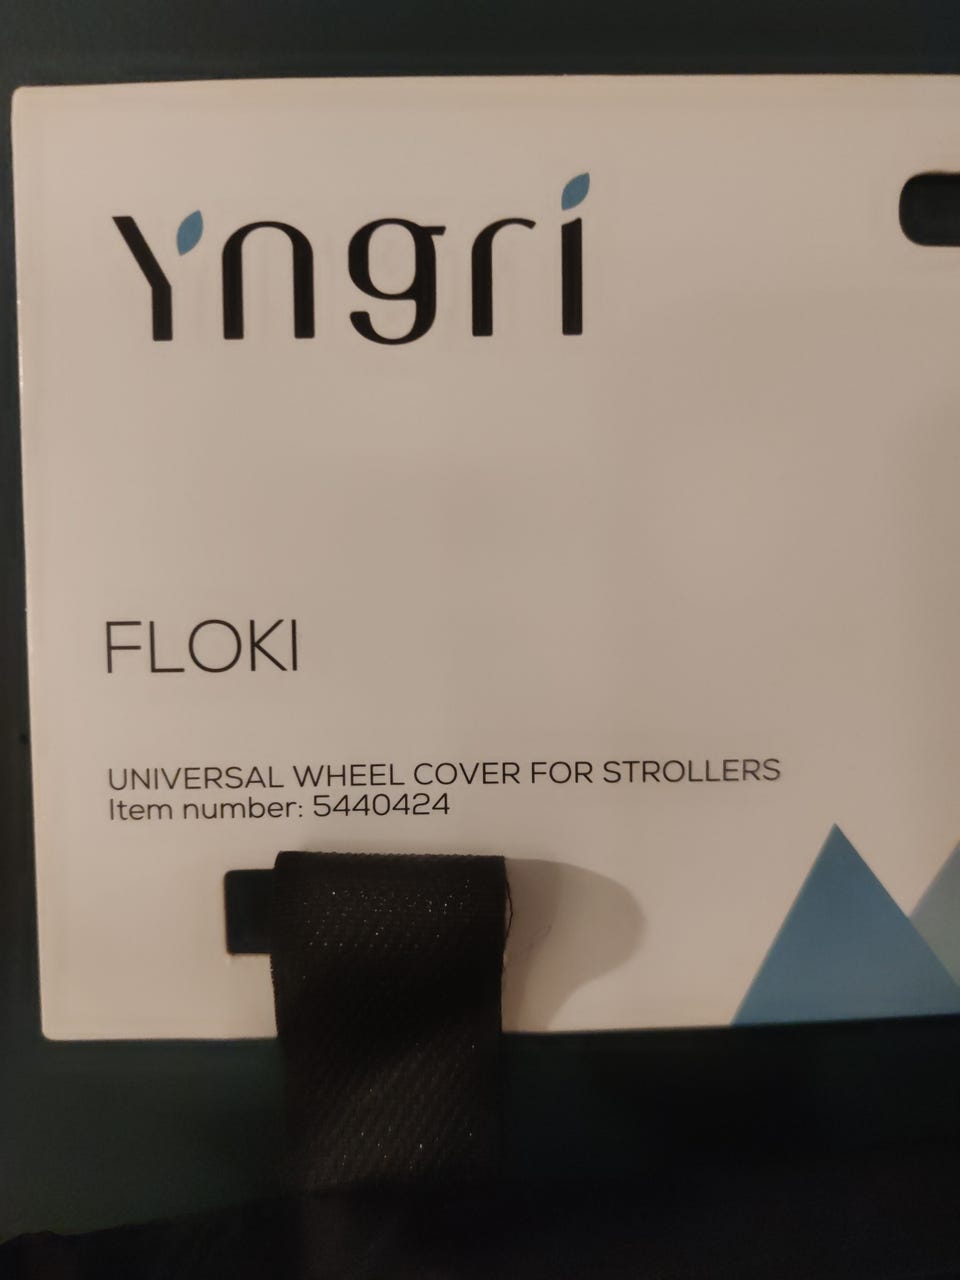 Yngri
FLOKI
UNIVERSAL WHEEL COVER FOR STROLLERS
Item number: 5440424